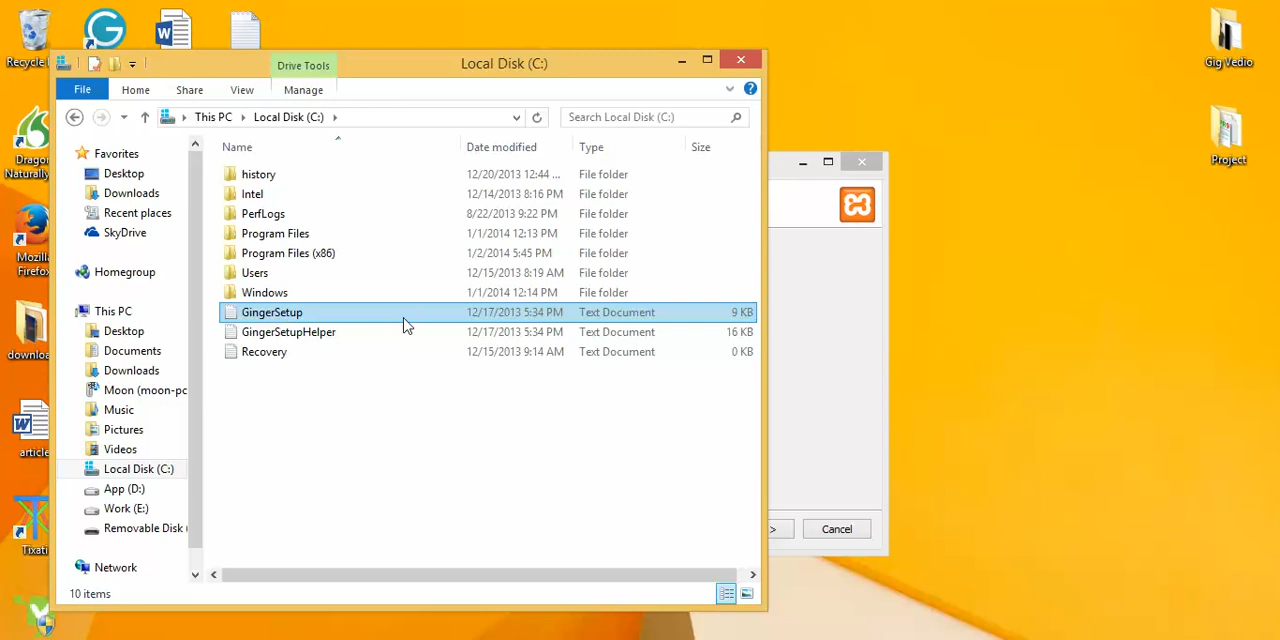 Recycle
Gig Vedio
Drive Tools
Local Disk (C:)
File
Home
Share
View
Manage
This PC
Local Disk (C:)
Search Local Disk (C:)
Name
Date modified
Type
Size
history 12/20/2013 12:44 ... File folder
Intel 12/14/2013 8:16 PM File folder
PerfLogs 8/22/2013 9:22 PM File folder
Program Files 1/1/2014 12:13 PM File folder
Program Files (x86) 1/2/2014 5:45 PM File folder
Users 12/15/2013 8:19 AM File folder
Windows 1/1/2014 12:14 PM File folder
GingerSetup 12/17/2013 5:34 PM Text Document 9 KB
GingerSetupHelper 12/17/2013 5:34 PM Text Document 16 KB
Recovery 12/15/2013 9:14 AM Text Document 0 KB
Favorites
Desktop
Downloads
Recent places
SkyDrive
Homegroup
This PC
Desktop
Documents
Downloads
Moon (moon-pc
Music
Pictures
Videos
Local Disk (C:)
App (D:)
Work (E:)
Removable Disk
Network
10 items
Drago
Naturally
Mozil
Firefo
downloa
article
Tixati
Project
>
Cancel